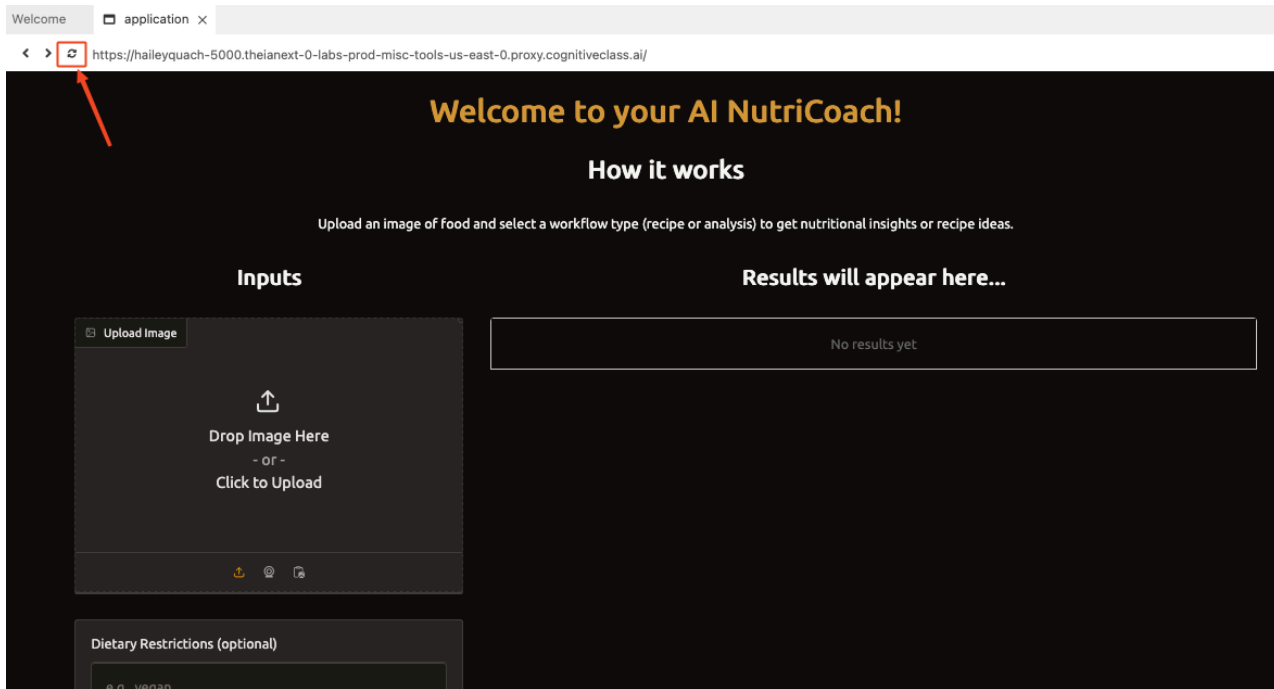 Welcome
application
https://haileyquach-5000.theianext-0-labs-prod-misc-tools-us-east-0.proxy.cognitiveclass.ai/
Welcome to your AI NutriCoach!
How it works
Upload an image of food and select a workflow type (recipe or analysis) to get nutritional insights or recipe ideas.
Inputs
Results will appear here...
Upload Image
No results yet
Drop Image Here
- or -
Click to Upload
Dietary Restrictions (optional)
e.g., vegan